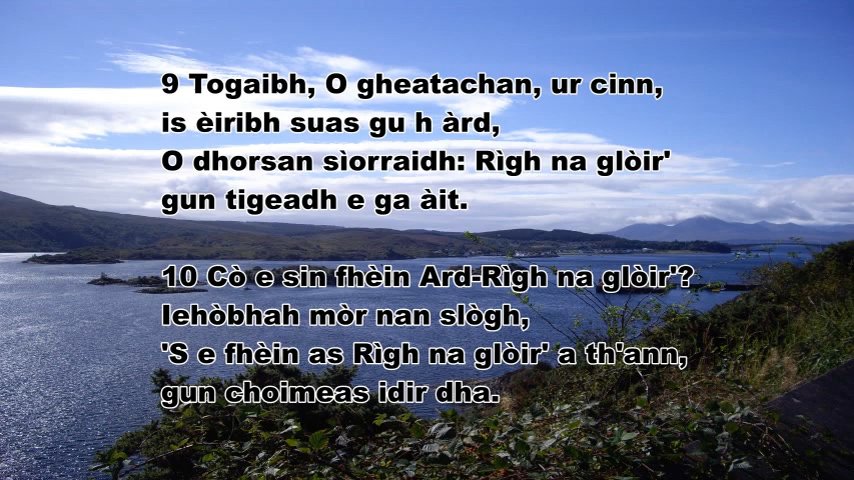 9 Togaibh, O gheatachan, ur cinn,
is èiribh suas gu h àrd,
O dhorsan sìorraidh: Rìgh na glòir'
gun tigeadh e ga àit.
10 Cò e sin fhèin Ard-Rìgh na glòir'?
Iehòbhah mòr nan slògh,
'S e fhèin as Rìgh na glòir' a th'ann,
gun choimeas idir dha.